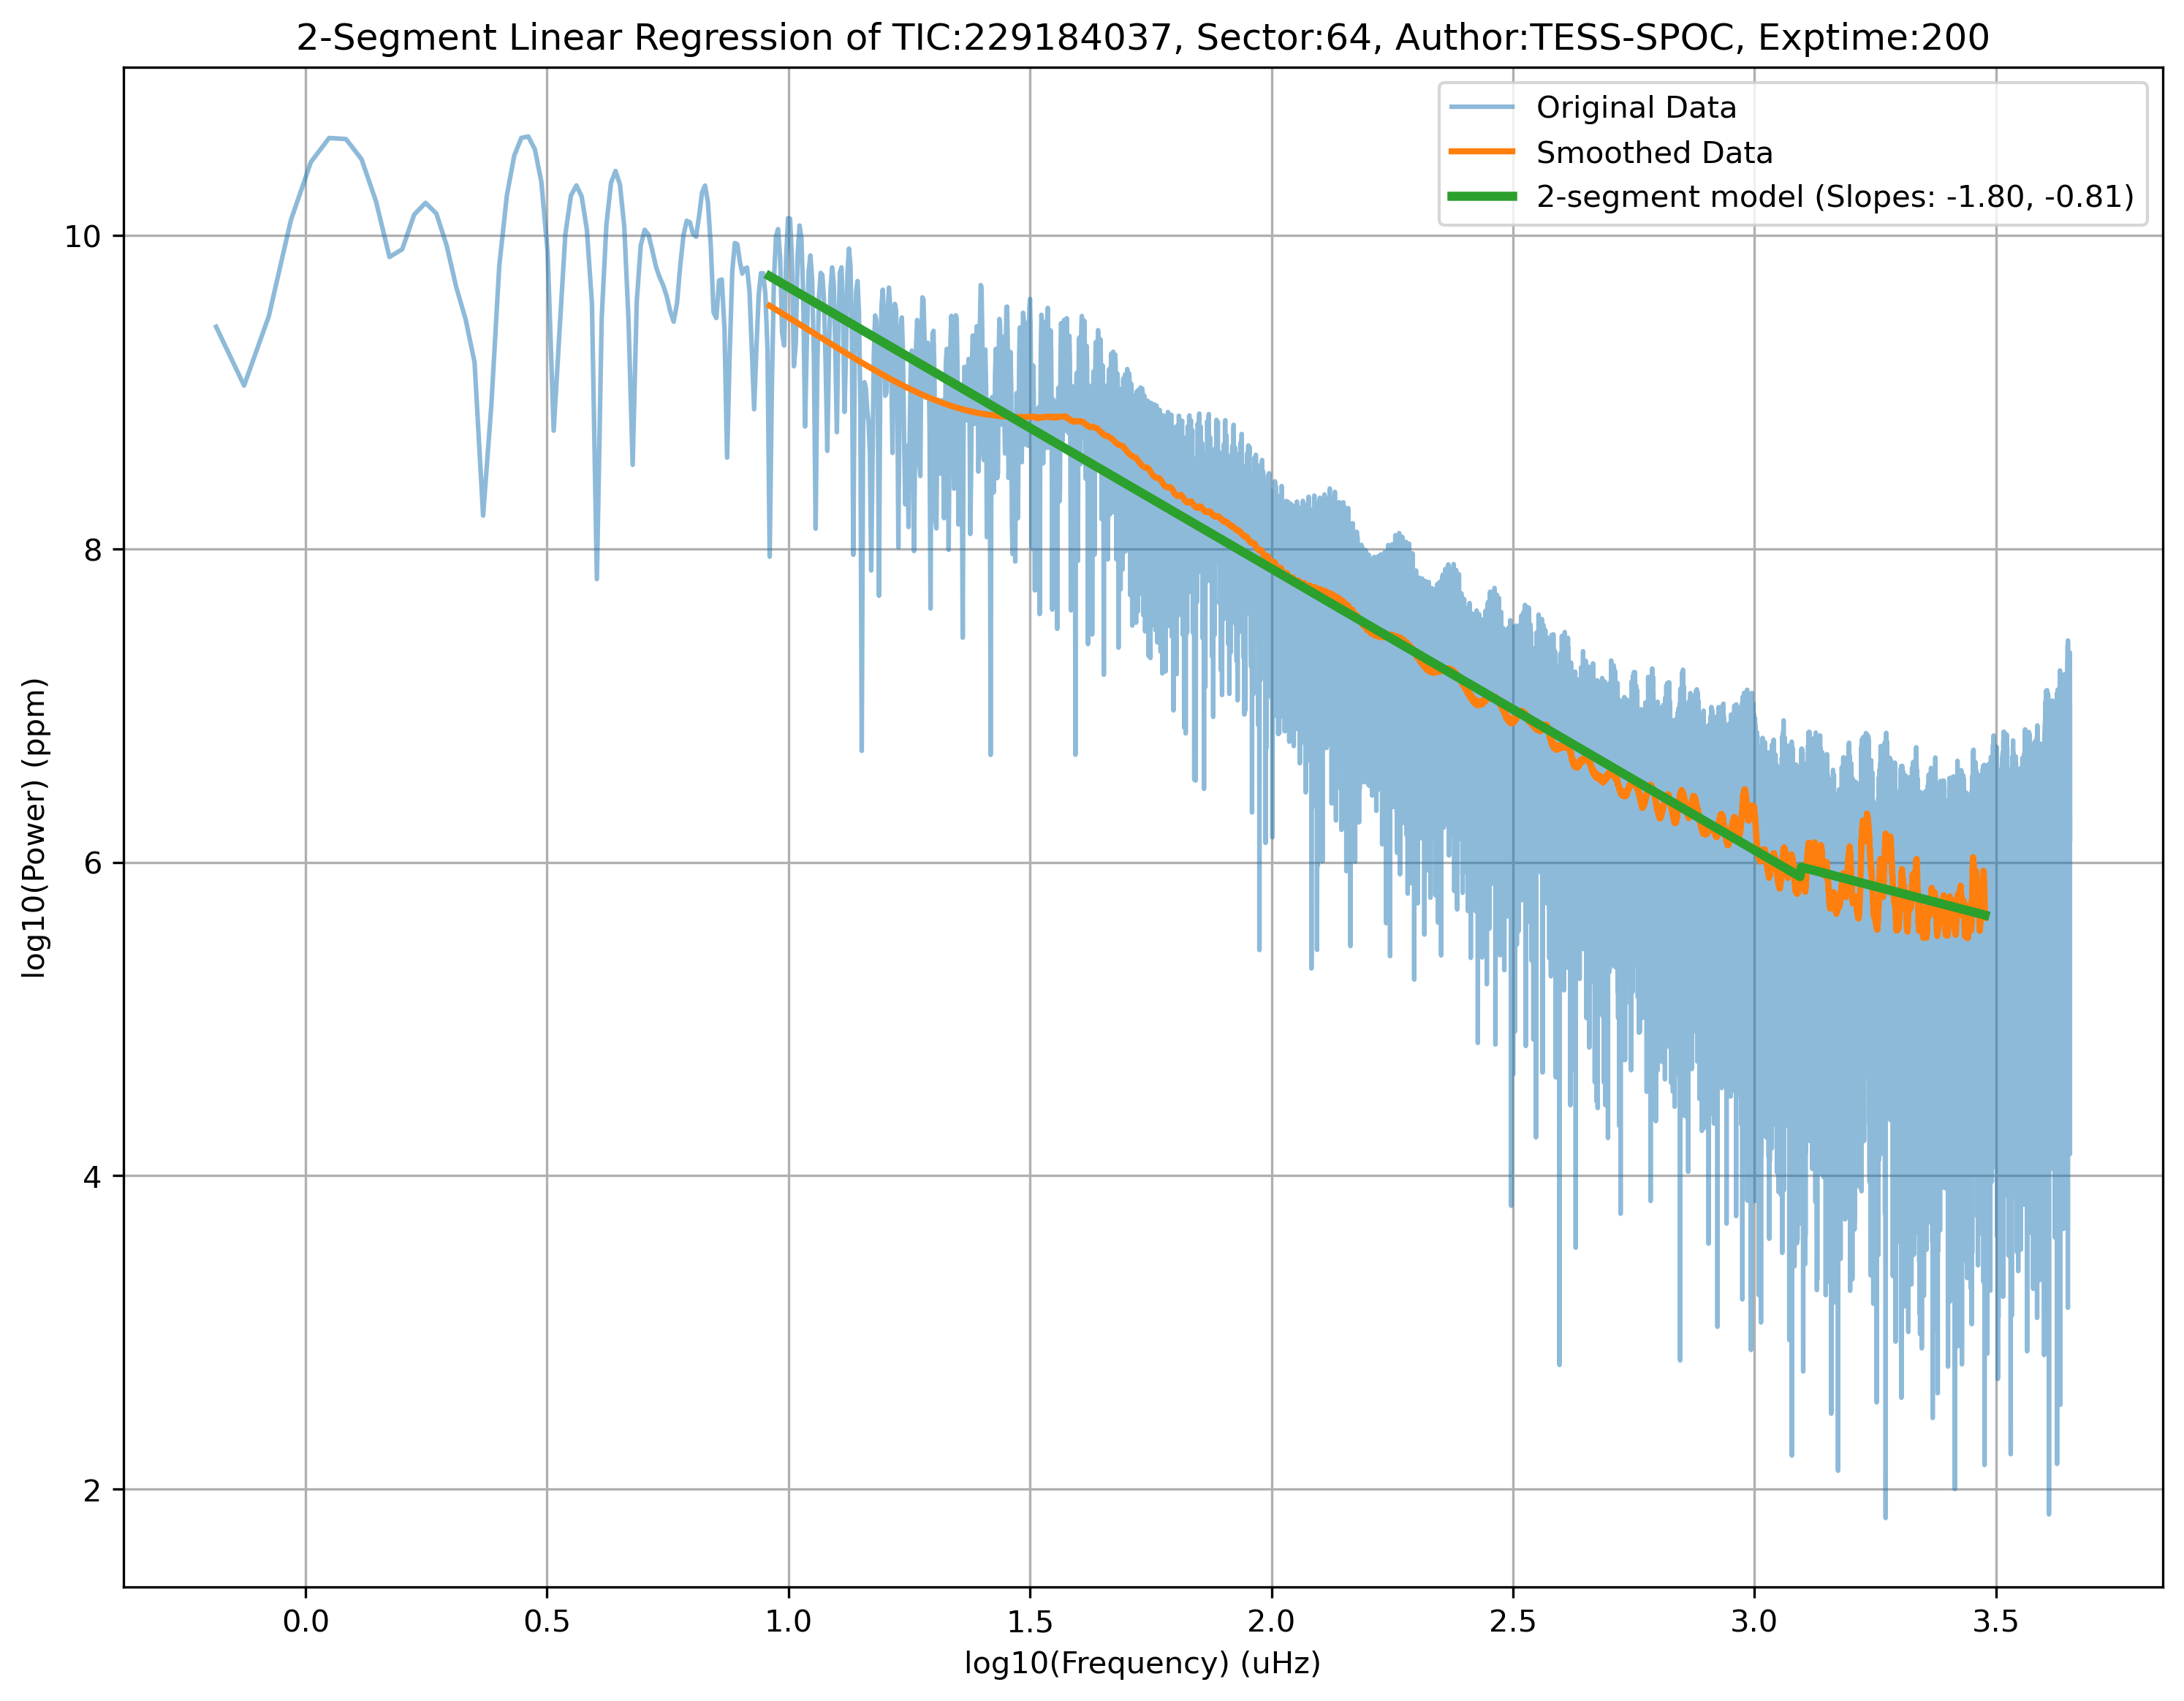 2-Segment Linear Regression of TIC:229184037, Sector:64, Author:TESS-SPOC, Exptime:200
Original Data
Smoothed Data
2-segment model (Slopes: -1.80, -0.81)
log10(Power) (ppm)
10
8
6
4
2
0.0 0.5 1.0 1.5 2.0 2.5 3.0 3.5
log10(Frequency) (uHz)